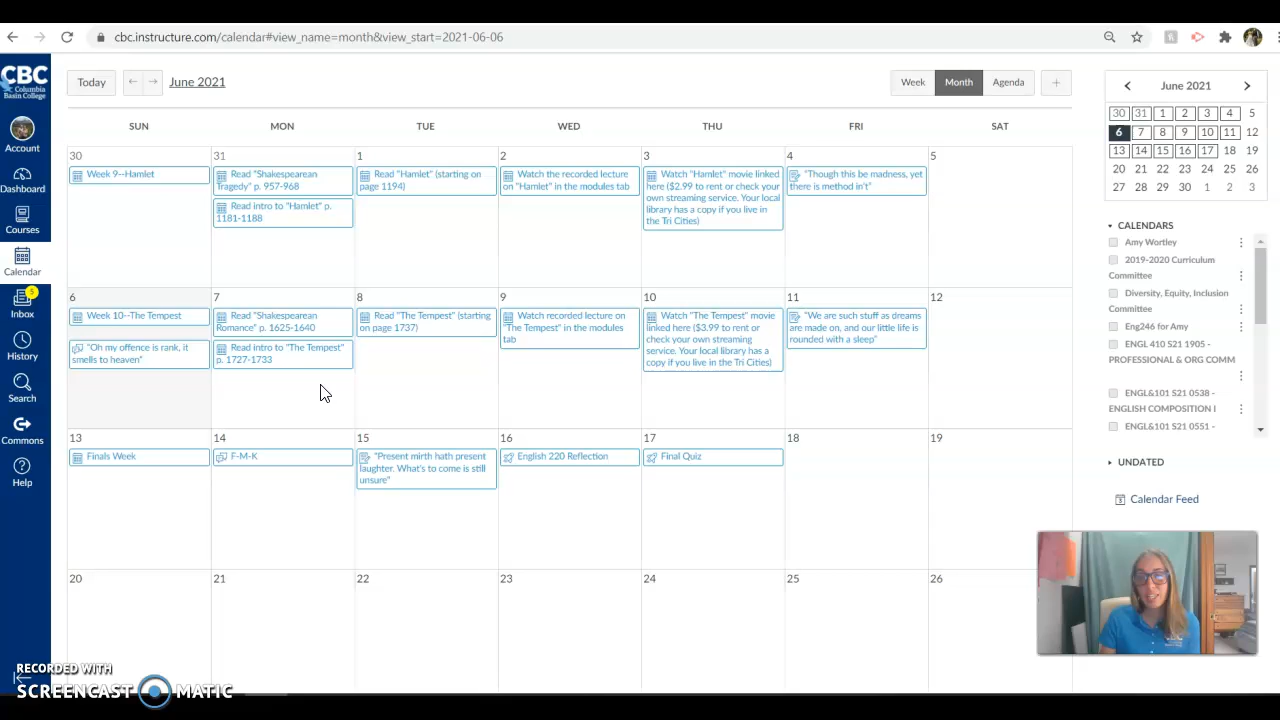 cbc.instructure.com/calendar#view_name=month&view_start=2021-06-06
CBC
Columbia
Basin College
Account
Dashboard
Courses
Calendar
5
Inbox
History
Search
Commons
Help
Today
June 2021
Week Month Agenda +
SUN MON TUE WED THU FRI SAT
30 31 1 2 3 4 5
Week 9--Hamlet
Read "Shakespearean
Tragedy" p. 957-968
Read intro to "Hamlet" p.
1181-1188
Read "Hamlet" (starting on
page 1194)
Watch the recorded lecture
on "Hamlet" in the modules tab
Watch "Hamlet" movie linked
here ($2.99 to rent or check your
own streaming service. Your local
library has a copy if you live in
the Tri Cities)
"Though this be madness, yet
there is method in't"
6 7 8 9 10 11 12
Week 10--The Tempest
"Oh my offence is rank, it
smells to heaven"
Read "Shakespearean
Romance" p. 1625-1640
Read intro to "The Tempest"
p. 1727-1733
Read "The Tempest" (starting
on page 1737)
Watch recorded lecture on
"The Tempest" in the modules
tab
Watch "The Tempest" movie
linked here ($3.99 to rent or
check your own streaming
service. Your local library has a
copy if you live in the Tri Cities)
"We are such stuff as dreams
are made on, and our little life is
rounded with a sleep"
13 14 15 16 17 18 19
Finals Week
F-M-K
"Present mirth hath present
laughter. What's to come is still
unsure"
English 220 Reflection
Final Quiz
20 21 22 23 24 25 26
June 2021
30 31 1 2 3 4 5
6 7 8 9 10 11 12
13 14 15 16 17 18 19
20 21 22 23 24 25 26
27 28 29 30 1 2 3
CALENDARS
Amy Wortley
2019-2020 Curriculum
Committee
Diversity, Equity, Inclusion
Committee
Eng246 for Amy
ENGL 410 S21 1905 -
PROFESSIONAL & ORG COMM
ENGL&101 S21 0538 -
ENGLISH COMPOSITION I
ENGL&101 S21 0551 -
UNDATED
Calendar Feed
RECORDED WITH
SCREENCAST MATIC